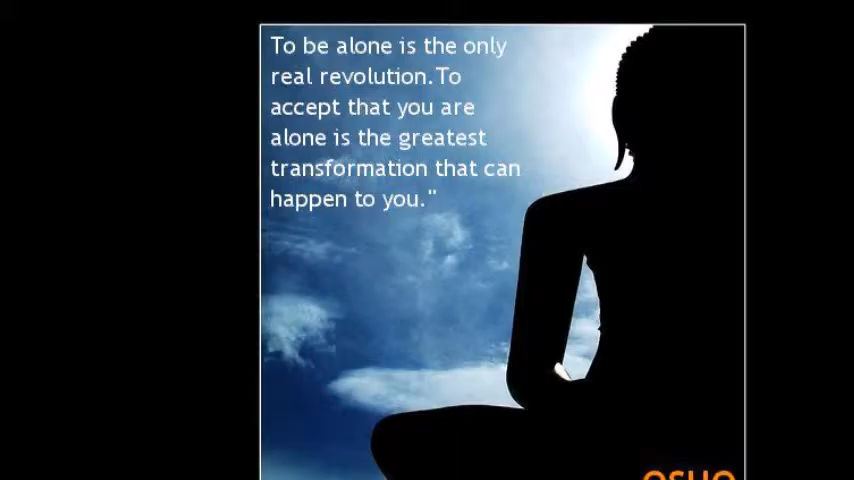 To be alone is the only
real revolution.To
accept that you are
alone is the greatest
transformation that can
happen to you."
osho